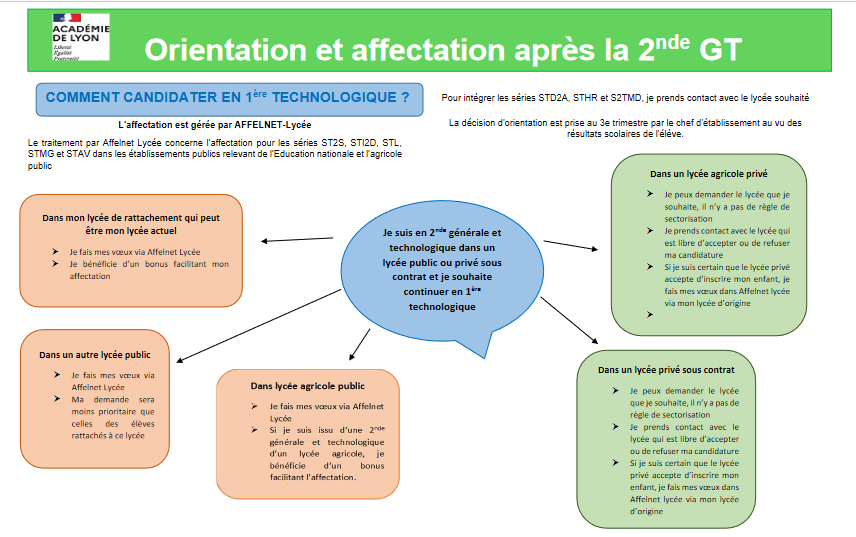 ACADÉMIE
DE LYON
Liberté
Égalité
Fraternité
Orientation et affectation après la 2nde GT
COMMENT CANDIDATER EN 1ère TECHNOLOGIQUE ?
L'affectation est gérée par AFFELNET-Lycée
Le traitement par Affelnet Lycée concerne l'affectation pour les séries ST2S, STI2D, STL,
STMG et STAV dans les établissements publics relevant de l'Education nationale et l'agricole
public
Pour intégrer les séries STD2A, STHR et S2TMD, je prends contact avec le lycée souhaité
La décision d'orientation est prise au 3e trimestre par le chef d'établissement au vu des
résultats scolaires de l'élève.
Dans mon lycée de rattachement qui peut
être mon lycée actuel
➢ Je fais mes vœux via Affelnet Lycée
➢ Je bénéficie d'un bonus facilitant mon
affectation
Je suis en 2nde générale et
technologique dans un
lycée public ou privé sous
contrat et je souhaite
continuer en 1ère
technologique
Dans un lycée agricole privé
➢ Je peux demander le lycée que je
souhaite, il n'y a pas de règle de
sectorisation
➢ Je prends contact avec le lycée qui
est libre d'accepter ou de refuser
ma candidature
➢ Si je suis certain que le lycée privé
accepte d'inscrire mon enfant, je
fais mes vœux dans Affelnet lycée
via mon lycée d'origine
➢
Dans un autre lycée public
➢ Je fais mes vœux via
Affelnet Lycée
➢ Ma demande sera
moins prioritaire que
celles des élèves
rattachés à ce lycée
Dans lycée agricole public
➢ Je fais mes vœux via Affelnet
Lycée
➢ Si je suis issu d'une 2nde
générale et technologique
d'un lycée agricole, je
bénéficie d'un bonus
facilitant l'affectation.
Dans un lycée privé sous contrat
➢ Je peux demander le lycée
que je souhaite, il n'y a pas de
règle de sectorisation
➢ Je prends contact avec le
lycée qui est libre d'accepter
ou de refuser ma candidature
➢ Si je suis certain que le lycée
privé accepte d'inscrire mon
enfant, je fais mes vœux dans
Affelnet lycée via mon lycée
d'origine